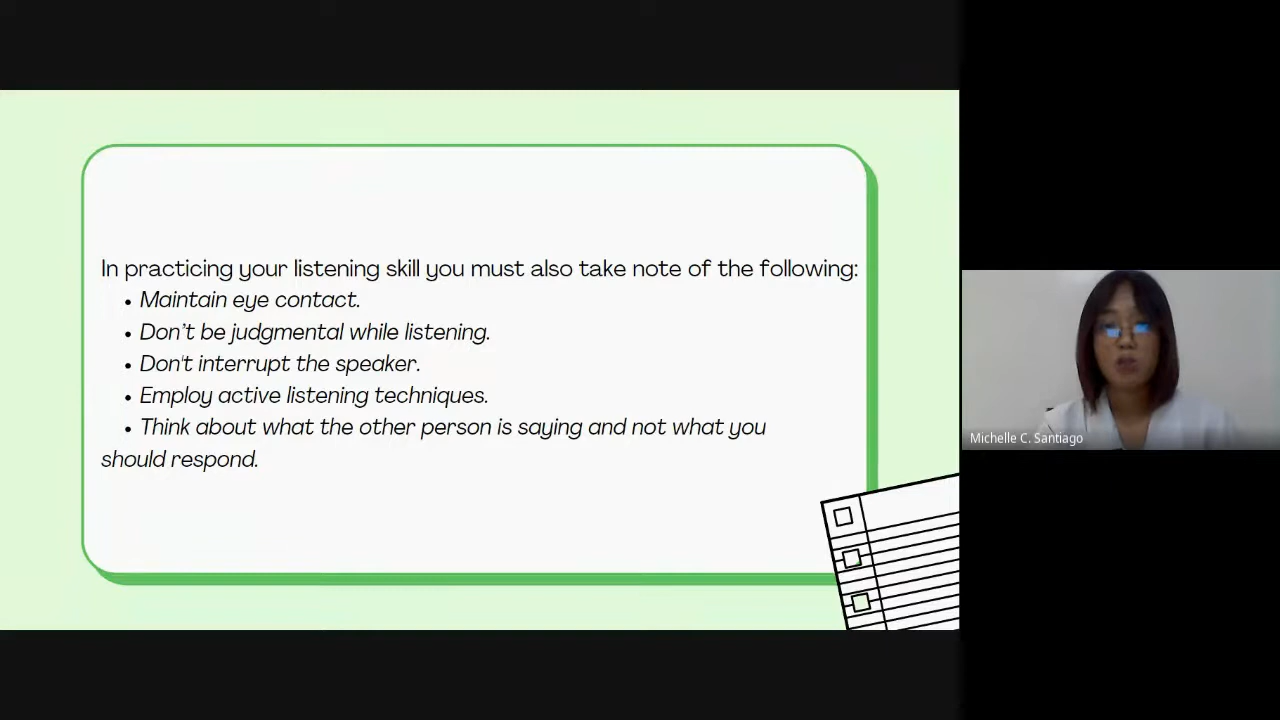 In practicing your listening skill you must also take note of the following:
• Maintain eye contact.
• Don’t be judgmental while listening.
• Don't interrupt the speaker.
• Employ active listening techniques.
• Think about what the other person is saying and not what you
should respond.
Michelle C. Santiago